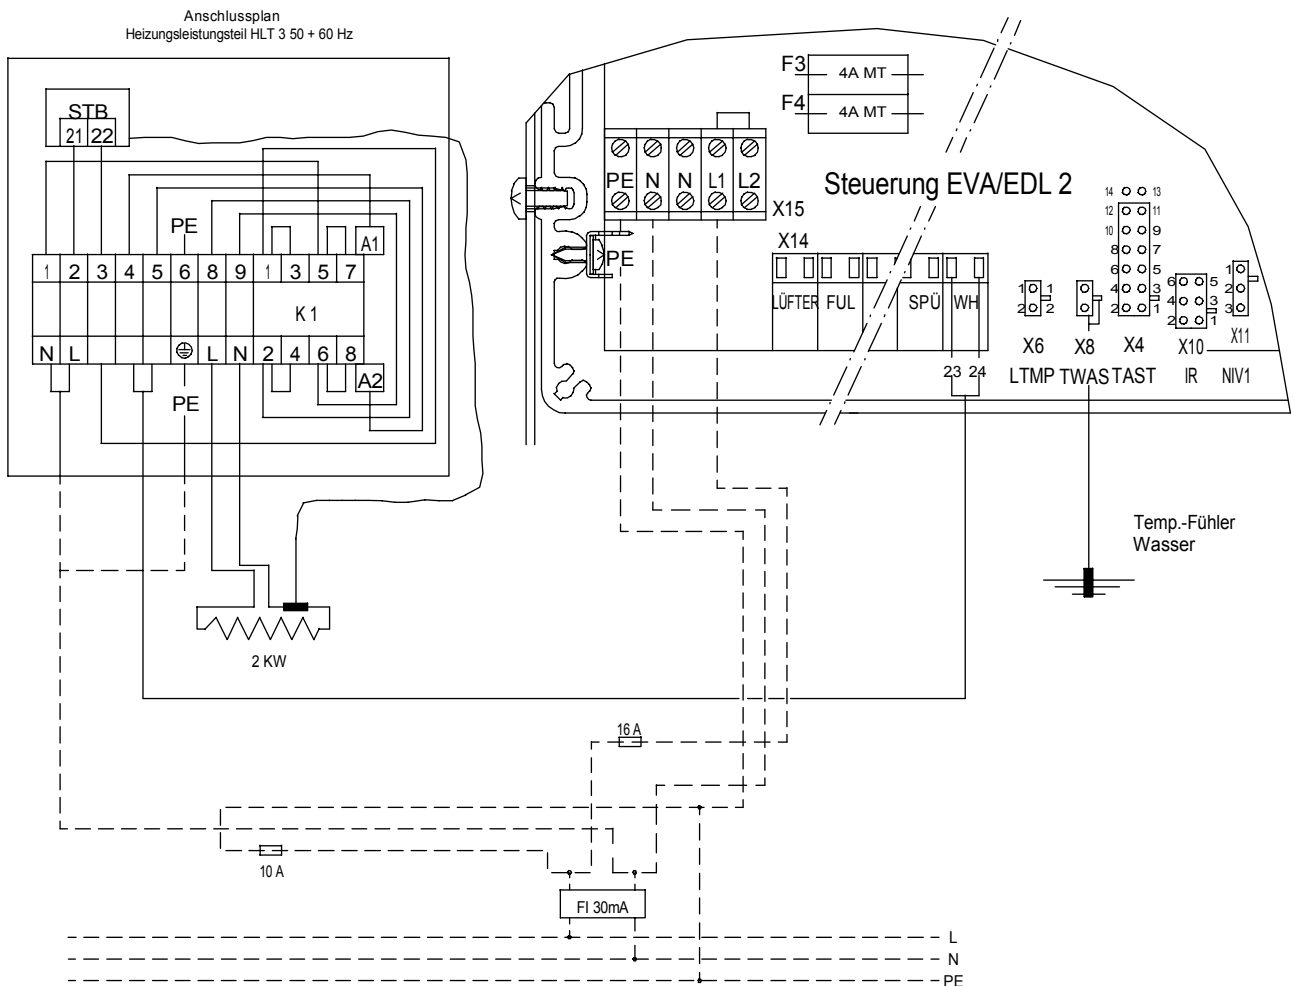 Anschlussplan
Heizungsleistungsteil HLT 3 50 + 60 Hz
STB
21 22
PE
A1
1 2 3 4 5 6 8 9 1 3 5 7
K 1
N L L N 2 4 6 8
A2
PE
2 KW
F3 4A MT
F4 4A MT
PE N N L1 L2
X15
PE
Steuerung EVA/EDL 2
X14
LÜFTER FUL SPÜ WH
23 24
14 13
12 11
10 9
8 7
6 5
4 3
2 1
1 1
2 2
6 5
4 3
2 1
1
2
3
X6 X8 X4 X10 X11
LTMP TWAS TAST IR NIV1
Temp.-Fühler
Wasser
16 A
10 A
FI 30mA
L
N
PE